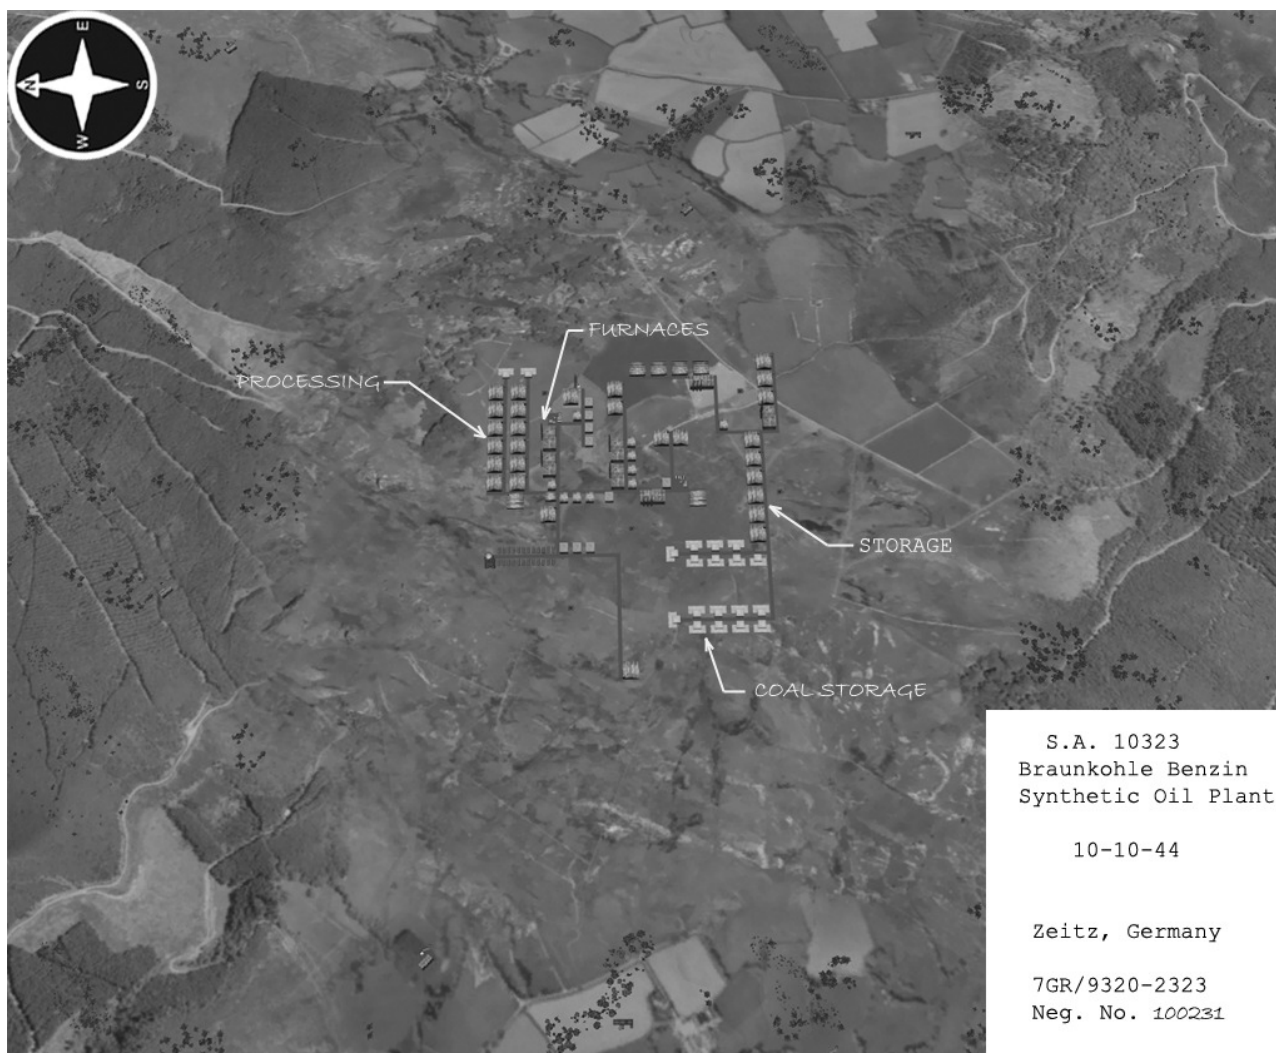 E
N
S
W
FURNACES
PROCESSING
STORAGE
COAL STORAGE
S.A. 10323
Braunkohle Benzin
Synthetic Oil Plant
10-10-44
Zeitz, Germany
7GR/9320-2323
Neg. No. 100231